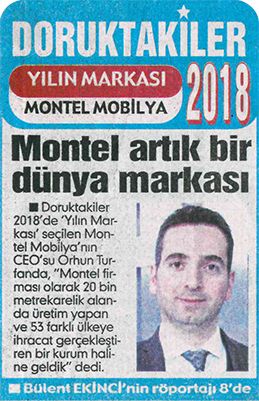 DORUKTAKİLER
YILIN MARKASI
MONTEL MOBİLYA
2018
Montel artık bir
dünya markası
■ Doruktakiler
2018'de 'Yılın Mar-
kası' seçilen Mon-
tel Mobilya'nın
CEO'su Orhun Tur-
fanda, "Montel fir-
ması olarak 20 bin
metrekarelik alan-
da üretim yapan
ve 53 farklı ülkeye
ihracat gerçekleşti-
ren bir kurum hali-
ne geldik" dedi.
■ Bülent EKİNCİ'nin röportajı 8'de